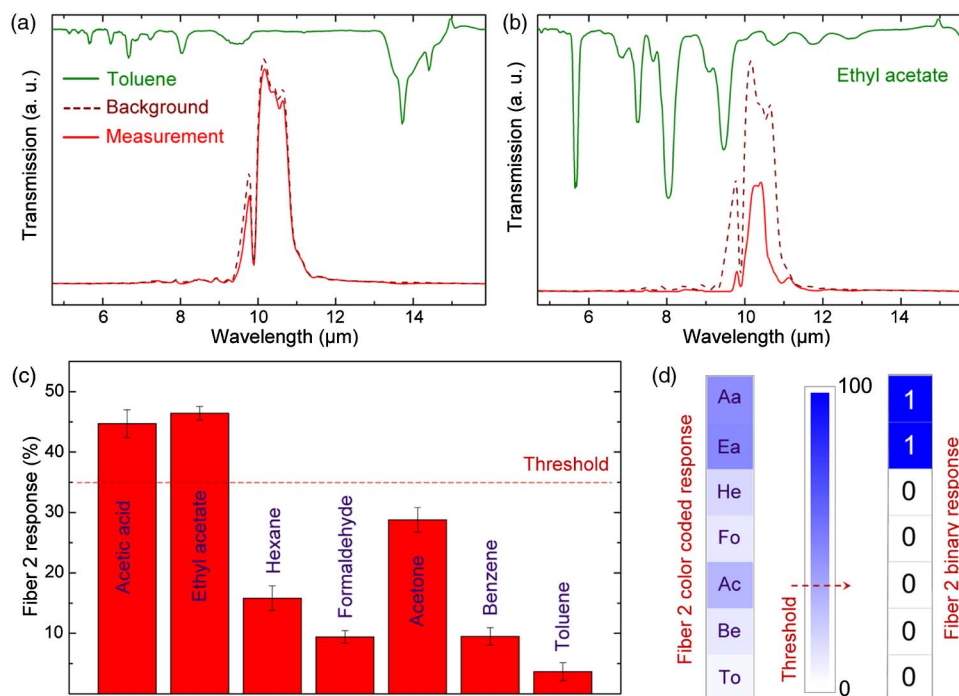 (a)
Toluene
Background
Measurement
Transmission (a. u.)
6 8 10 12 14
Wavelength (μm)
(b)
Ethyl acetate
Transmission (a. u.)
6 8 10 12 14
Wavelength (μm)
(c)
Fiber 2 response (%)
50
40
30
20
10
Threshold
Acetic acid
Ethyl acetate
Hexane
Formaldehyde
Acetone
Benzene
Toluene
(d)
Fiber 2 color coded response
Aa
Ea
He
Fo
Ac
Be
To
100
Threshold
0
1
1
0
0
0
0
0
Fiber 2 binary response